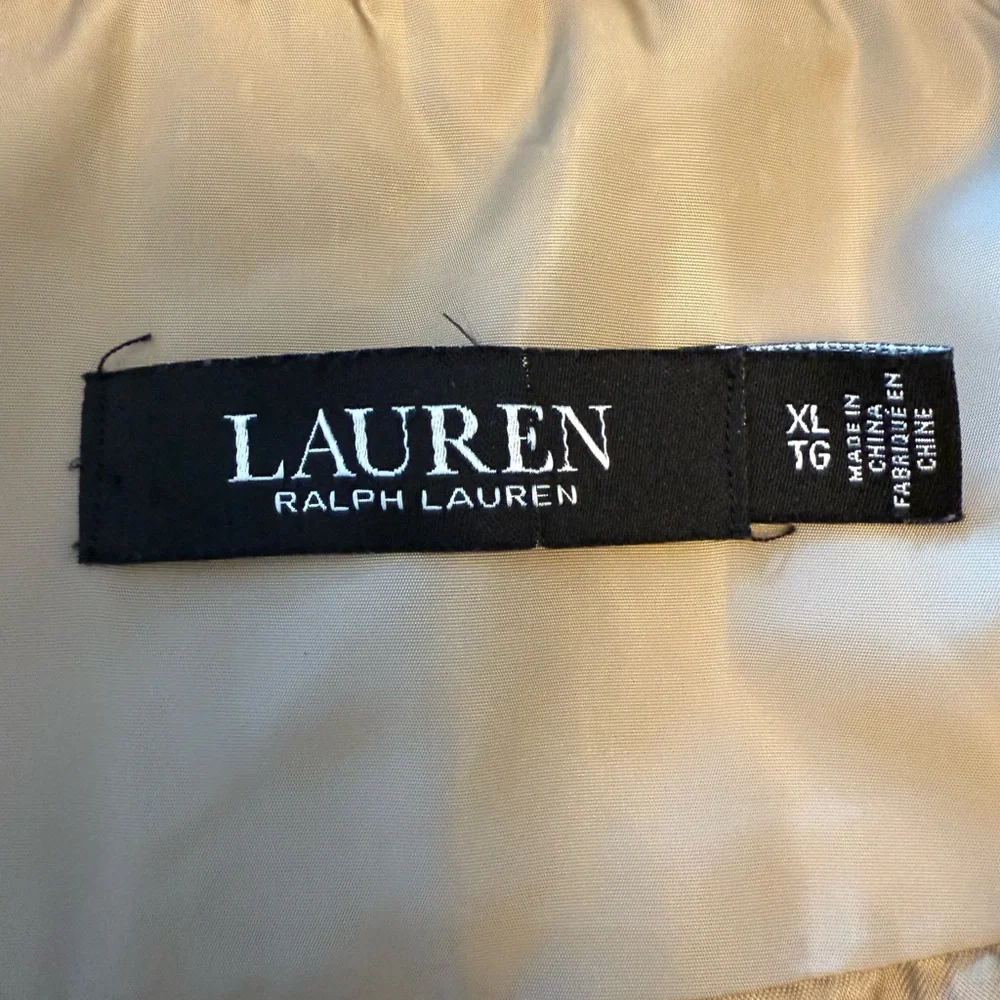 LAUREN
RALPH LAUREN
XL
TG
MADE IN
CHINA
FABRIQUÉ EN
CHINE